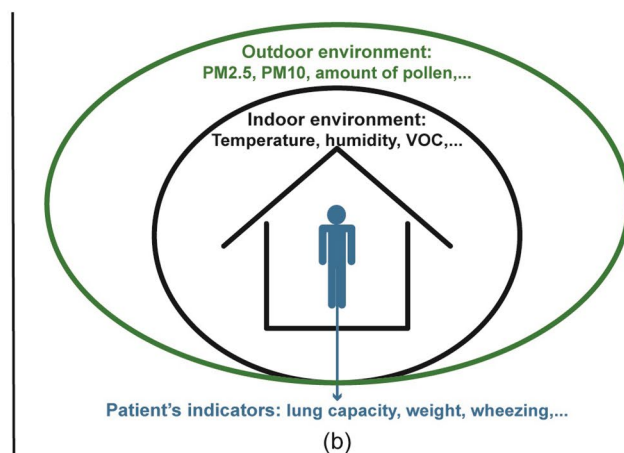 Outdoor environment:
PM2.5, PM10, amount of pollen,...
Indoor environment:
Temperature, humidity, VOC,...
Patient's indicators: lung capacity, weight, wheezing,...
(b)